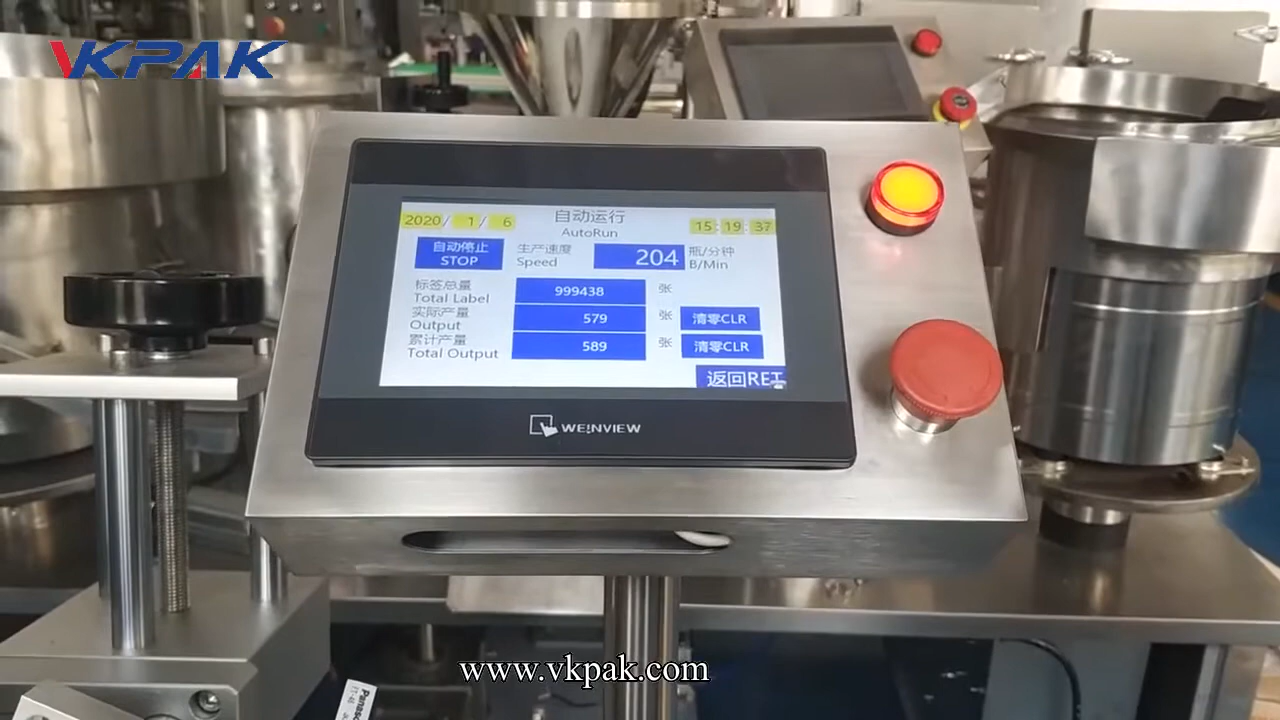 VKPAK
2020/ 1/ 6
自动运行
AutoRun
15:19:37
自动停止
STOP
生产速度
Speed
204
瓶/分钟
B/Min
标签总量
Total Label
999438
张
实际产量
Output
579
张
清零CLR
累计产量
Total Output
589
张
清零CLR
返回RET
WEINVIEW
www.vkpak.com